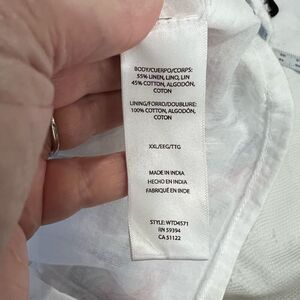 BODY/CUERPO/CORPS:
55% LINEN, LINO, LIN
45% COTTON, ALGODÓN,
COTON
LINING/FORRO/DOUBLURE:
100% COTTON, ALGODÓN,
COTON
XXL/EEG/TTG
MADE IN INDIA
HECHO EN INDIA
FABRIQUÉ EN INDE
STYLE: WTD4571
RN 59394
CA 51122